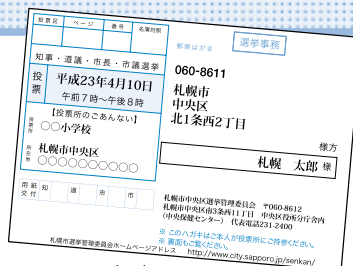 投票区 ページ 番号 名簿対照
郵便はがき
選挙事務
知事・道議・市長・市議選挙
投票
平成23年4月10日
午前7時〜午後8時
【投票所のごあんない】
投票所 ○○小学校
所在地 札幌市中央区
○○○○○○○○○○
用紙交付 知 道 市 市
060-8611
札幌市
中央区
北1条西2丁目
様方
札幌 太郎 様
札幌市中央区選挙管理委員会 〒060-8612
札幌市中央区南3条西11丁目 中央区役所分庁舎内
(中央保健センター) 代表電話231-2400
※ このハガキはご本人が投票所にご持参ください。
※ 裏面もご覧ください。
札幌市選挙管理委員会ホームページアドレス http://www.city.sapporo.jp/senkan/